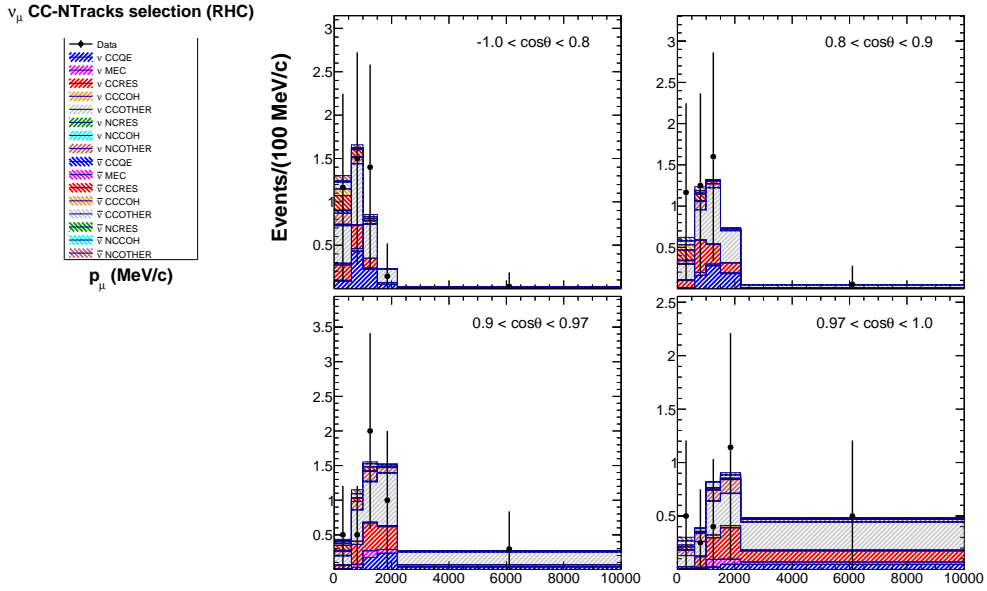 ν_μ CC-NTracks selection (RHC)
Data
ν CCQE
ν MEC
ν CCRES
ν CCCOH
ν CCOTHER
ν NCRES
ν NCCOH
ν NCOTHER
ν̅ CCQE
ν̅ MEC
ν̅ CCRES
ν̅ CCCOH
ν̅ CCOTHER
ν̅ NCRES
ν̅ NCCOH
ν̅ NCOTHER
p_μ (MeV/c)
Events/(100 MeV/c)
-1.0 < cosθ < 0.8
3
2.5
2
1.5
1
0.5
0.8 < cosθ < 0.9
3
2.5
2
1.5
1
0.5
0.9 < cosθ < 0.97
3.5
3
2.5
2
1.5
1
0.5
0 2000 4000 6000 8000 10000
0.97 < cosθ < 1.0
2.5
2
1.5
1
0.5
0 2000 4000 6000 8000 10000